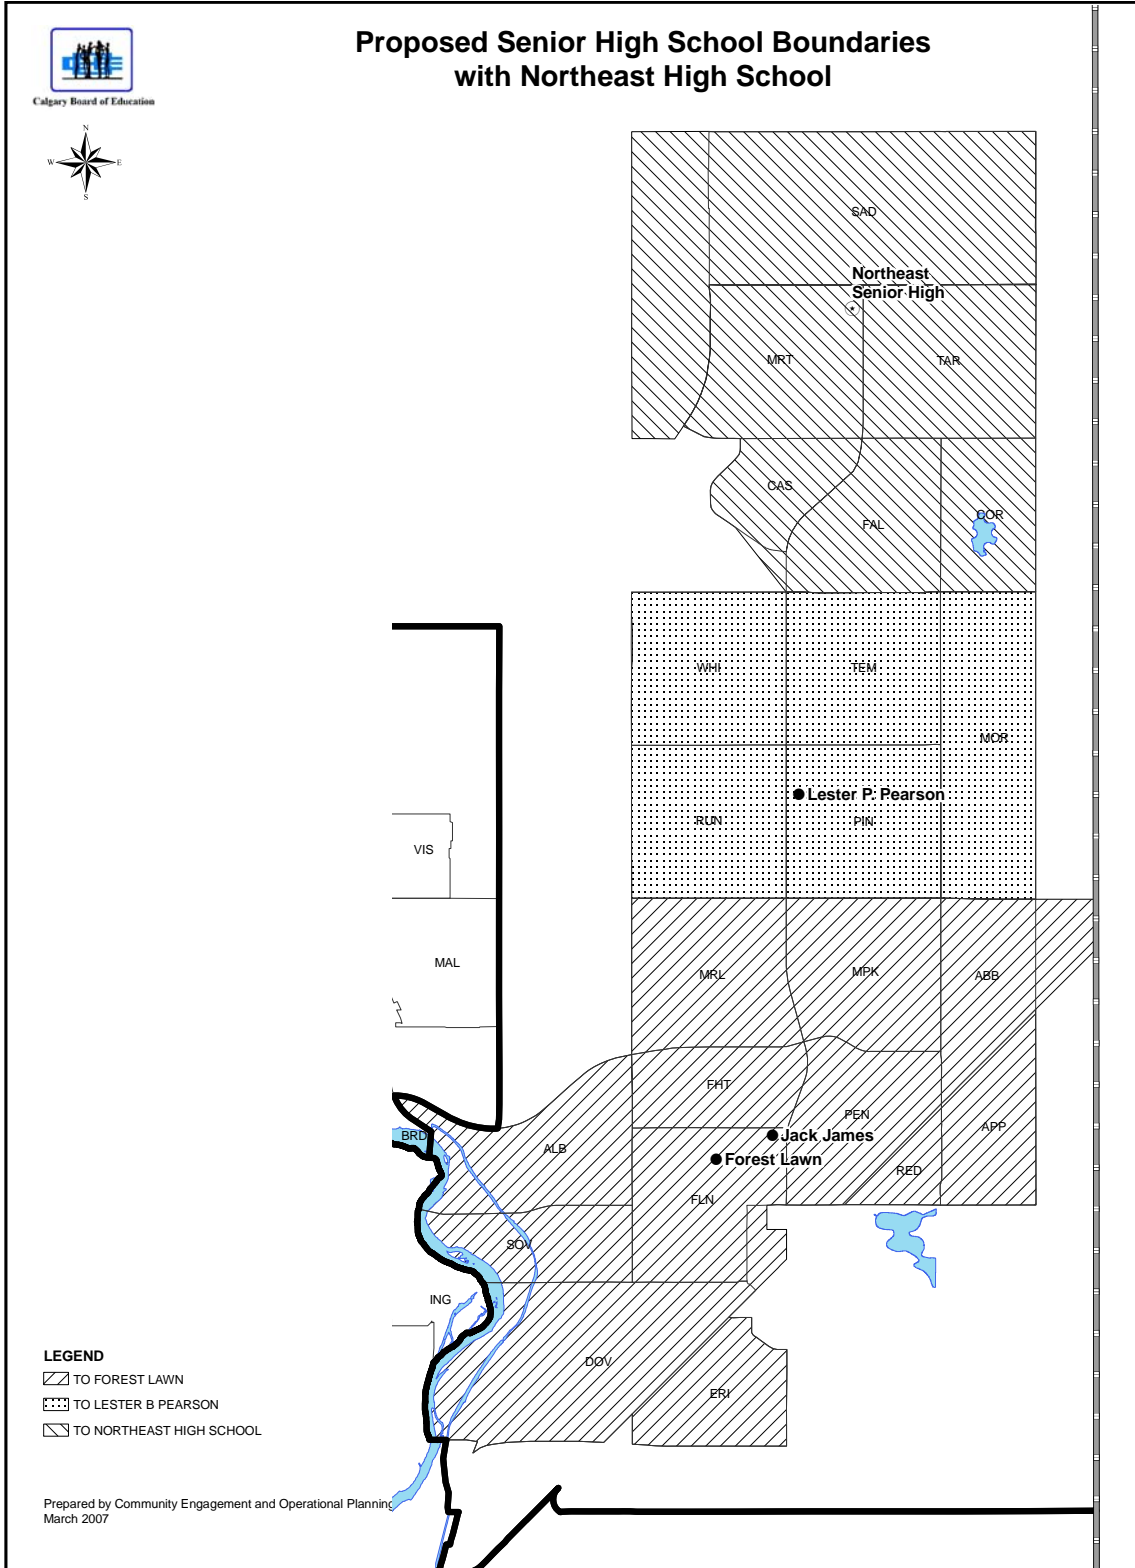 Proposed Senior High School Boundaries
with Northeast High School
Calgary Board of Education
N
W
E
S
SAD
Northeast
Senior High
MRT
TAR
CAS
FAL
COR
WHI
TEM
MOR
Lester P. Pearson
RUN
PIN
VIS
MAL
MRL
MPK
ABB
FHT
PEN
APP
BRD
ALB
Jack James
Forest Lawn
RED
FLN
SOV
ING
DOV
ERI
LEGEND
TO FOREST LAWN
TO LESTER B PEARSON
TO NORTHEAST HIGH SCHOOL
Prepared by Community Engagement and Operational Planning
March 2007